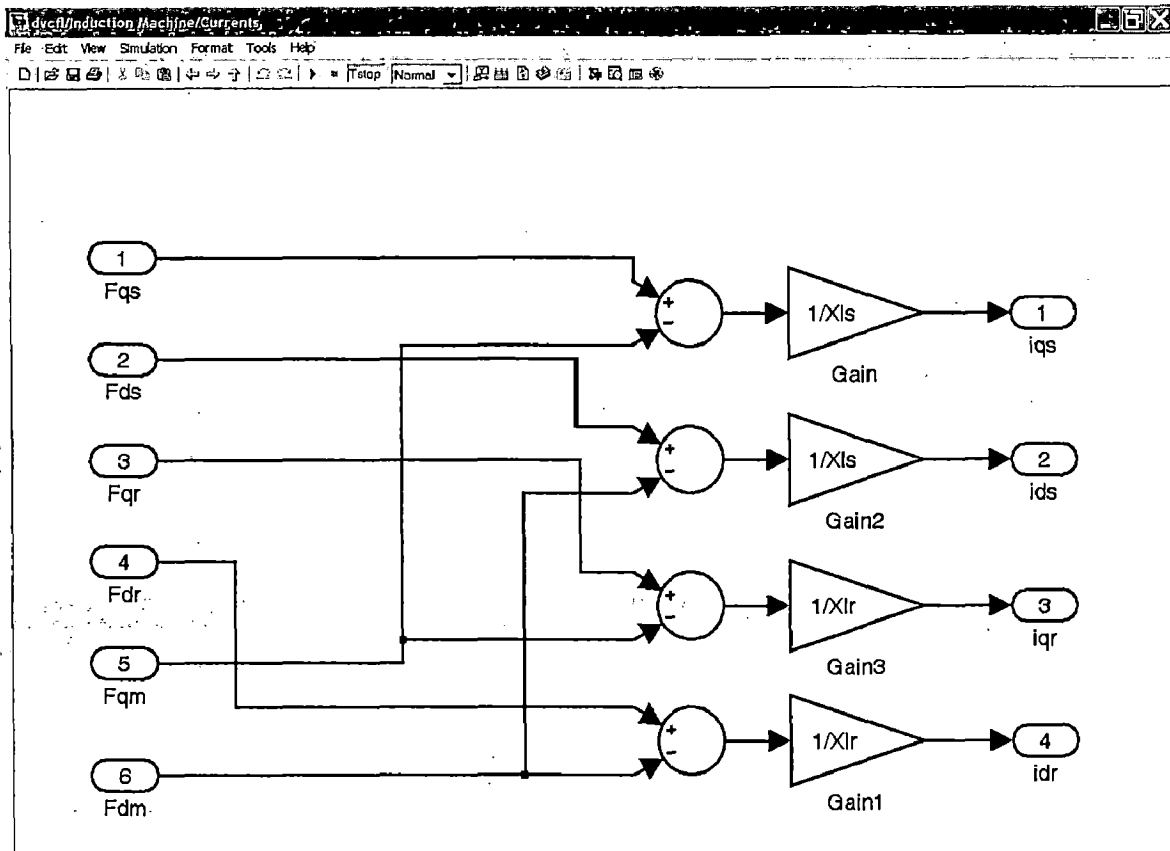 dvcfl/Induction Machine/Currents
File Edit View Simulation Format Tools Help
Tstop Normal
1
Fqs
2
Fds
3
Fqr
4
Fdr
5
Fqm
6
Fdm
+
−
+
−
+
−
+
−
1/Xls
Gain
1/Xls
Gain2
1/Xlr
Gain3
1/Xlr
Gain1
1
iqs
2
ids
3
iqr
4
idr